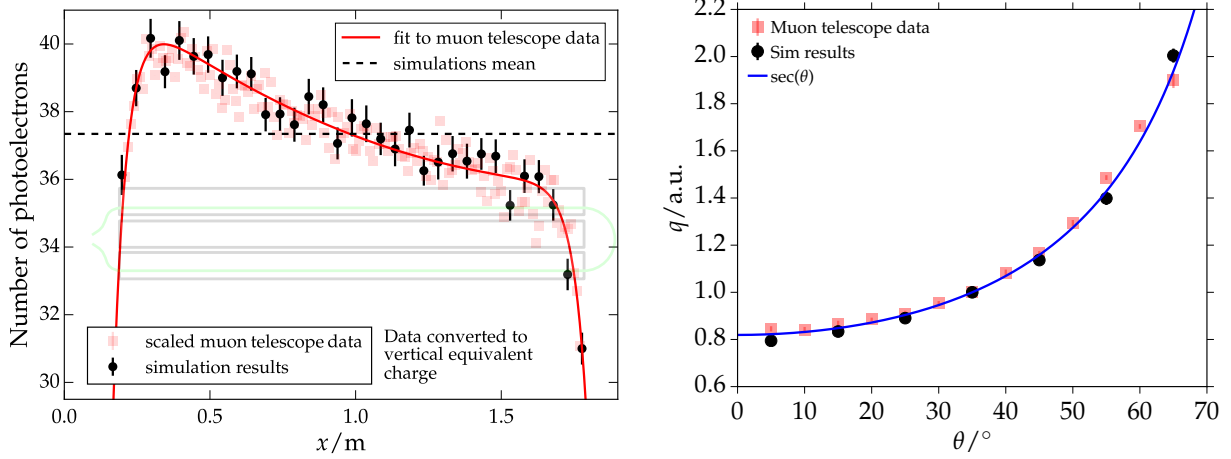 Number of photoelectrons
40
38
36
34
32
30
fit to muon telescope data
simulations mean
scaled muon telescope data
simulation results
Data converted to
vertical equivalent
charge
0.0 0.5 1.0 1.5
x/m
q/a.u.
2.2
2.0
1.8
1.6
1.4
1.2
1.0
0.8
0.6
Muon telescope data
Sim results
sec(θ)
0 10 20 30 40 50 60 70
θ/°